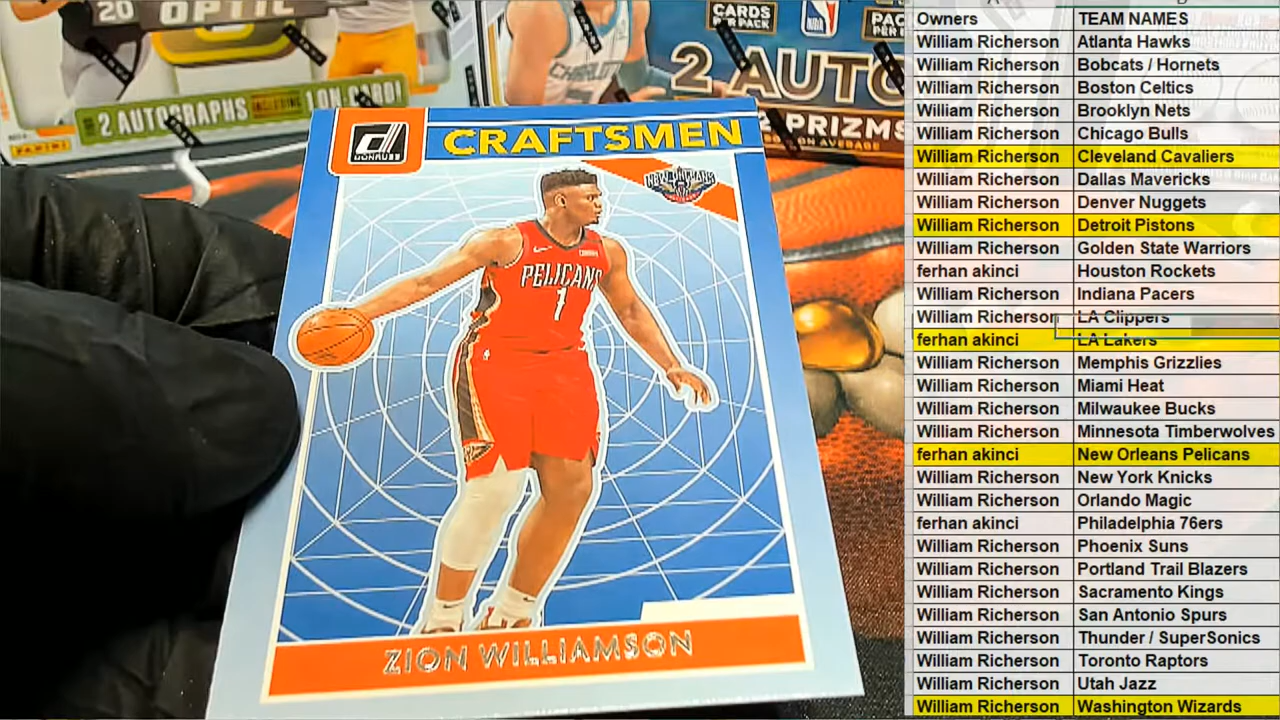 20
OPTIC
2 AUTOGRAPHS INCLUDING 1 ON CARD!
PANINI
CARDS
PER PACK
NBA
2 AUTO
2 PRIZMS
ON AVERAGE
CHARLOT
DONRUSS
CRAFTSMEN
NEW ORLEANS
PELICANS
1
ZION WILLIAMSON
Owners TEAM NAMES
William Richerson Atlanta Hawks
William Richerson Bobcats / Hornets
William Richerson Boston Celtics
William Richerson Brooklyn Nets
William Richerson Chicago Bulls
William Richerson Cleveland Cavaliers
William Richerson Dallas Mavericks
William Richerson Denver Nuggets
William Richerson Detroit Pistons
William Richerson Golden State Warriors
ferhan akinci Houston Rockets
William Richerson Indiana Pacers
William Richerson LA Clippers
ferhan akinci LA Lakers
William Richerson Memphis Grizzlies
William Richerson Miami Heat
William Richerson Milwaukee Bucks
William Richerson Minnesota Timberwolves
ferhan akinci New Orleans Pelicans
William Richerson New York Knicks
William Richerson Orlando Magic
ferhan akinci Philadelphia 76ers
William Richerson Phoenix Suns
William Richerson Portland Trail Blazers
William Richerson Sacramento Kings
William Richerson San Antonio Spurs
William Richerson Thunder / SuperSonics
William Richerson Toronto Raptors
William Richerson Utah Jazz
William Richerson Washington Wizards